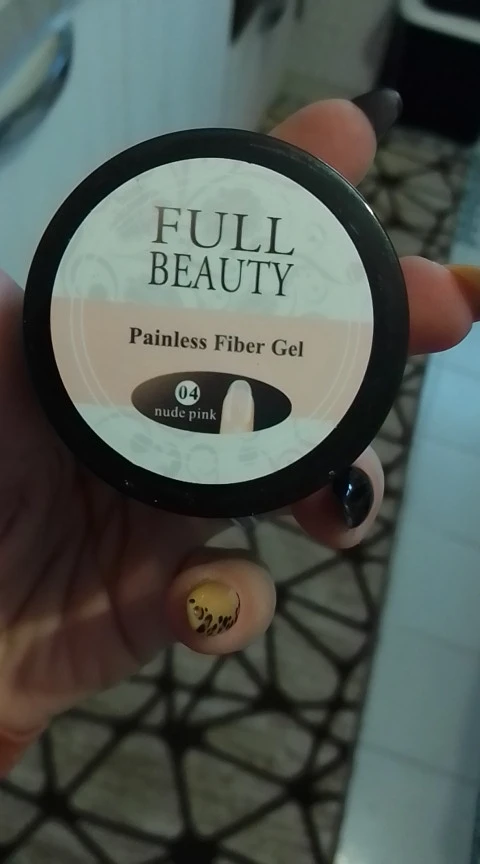 FULL
BEAUTY
Painless Fiber Gel
04
nude pink